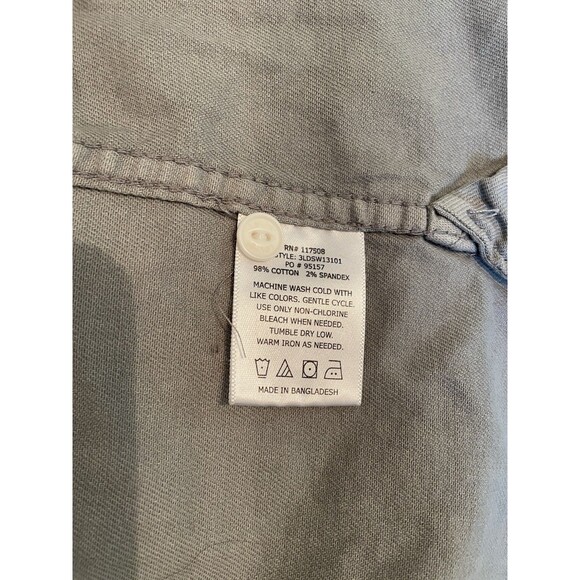 RN# 117508
STYLE: 3LDSW13101
PO # 95157
98% COTTON 2% SPANDEX
MACHINE WASH COLD WITH
LIKE COLORS. GENTLE CYCLE.
USE ONLY NON-CHLORINE
BLEACH WHEN NEEDED.
TUMBLE DRY LOW.
WARM IRON AS NEEDED.
MADE IN BANGLADESH